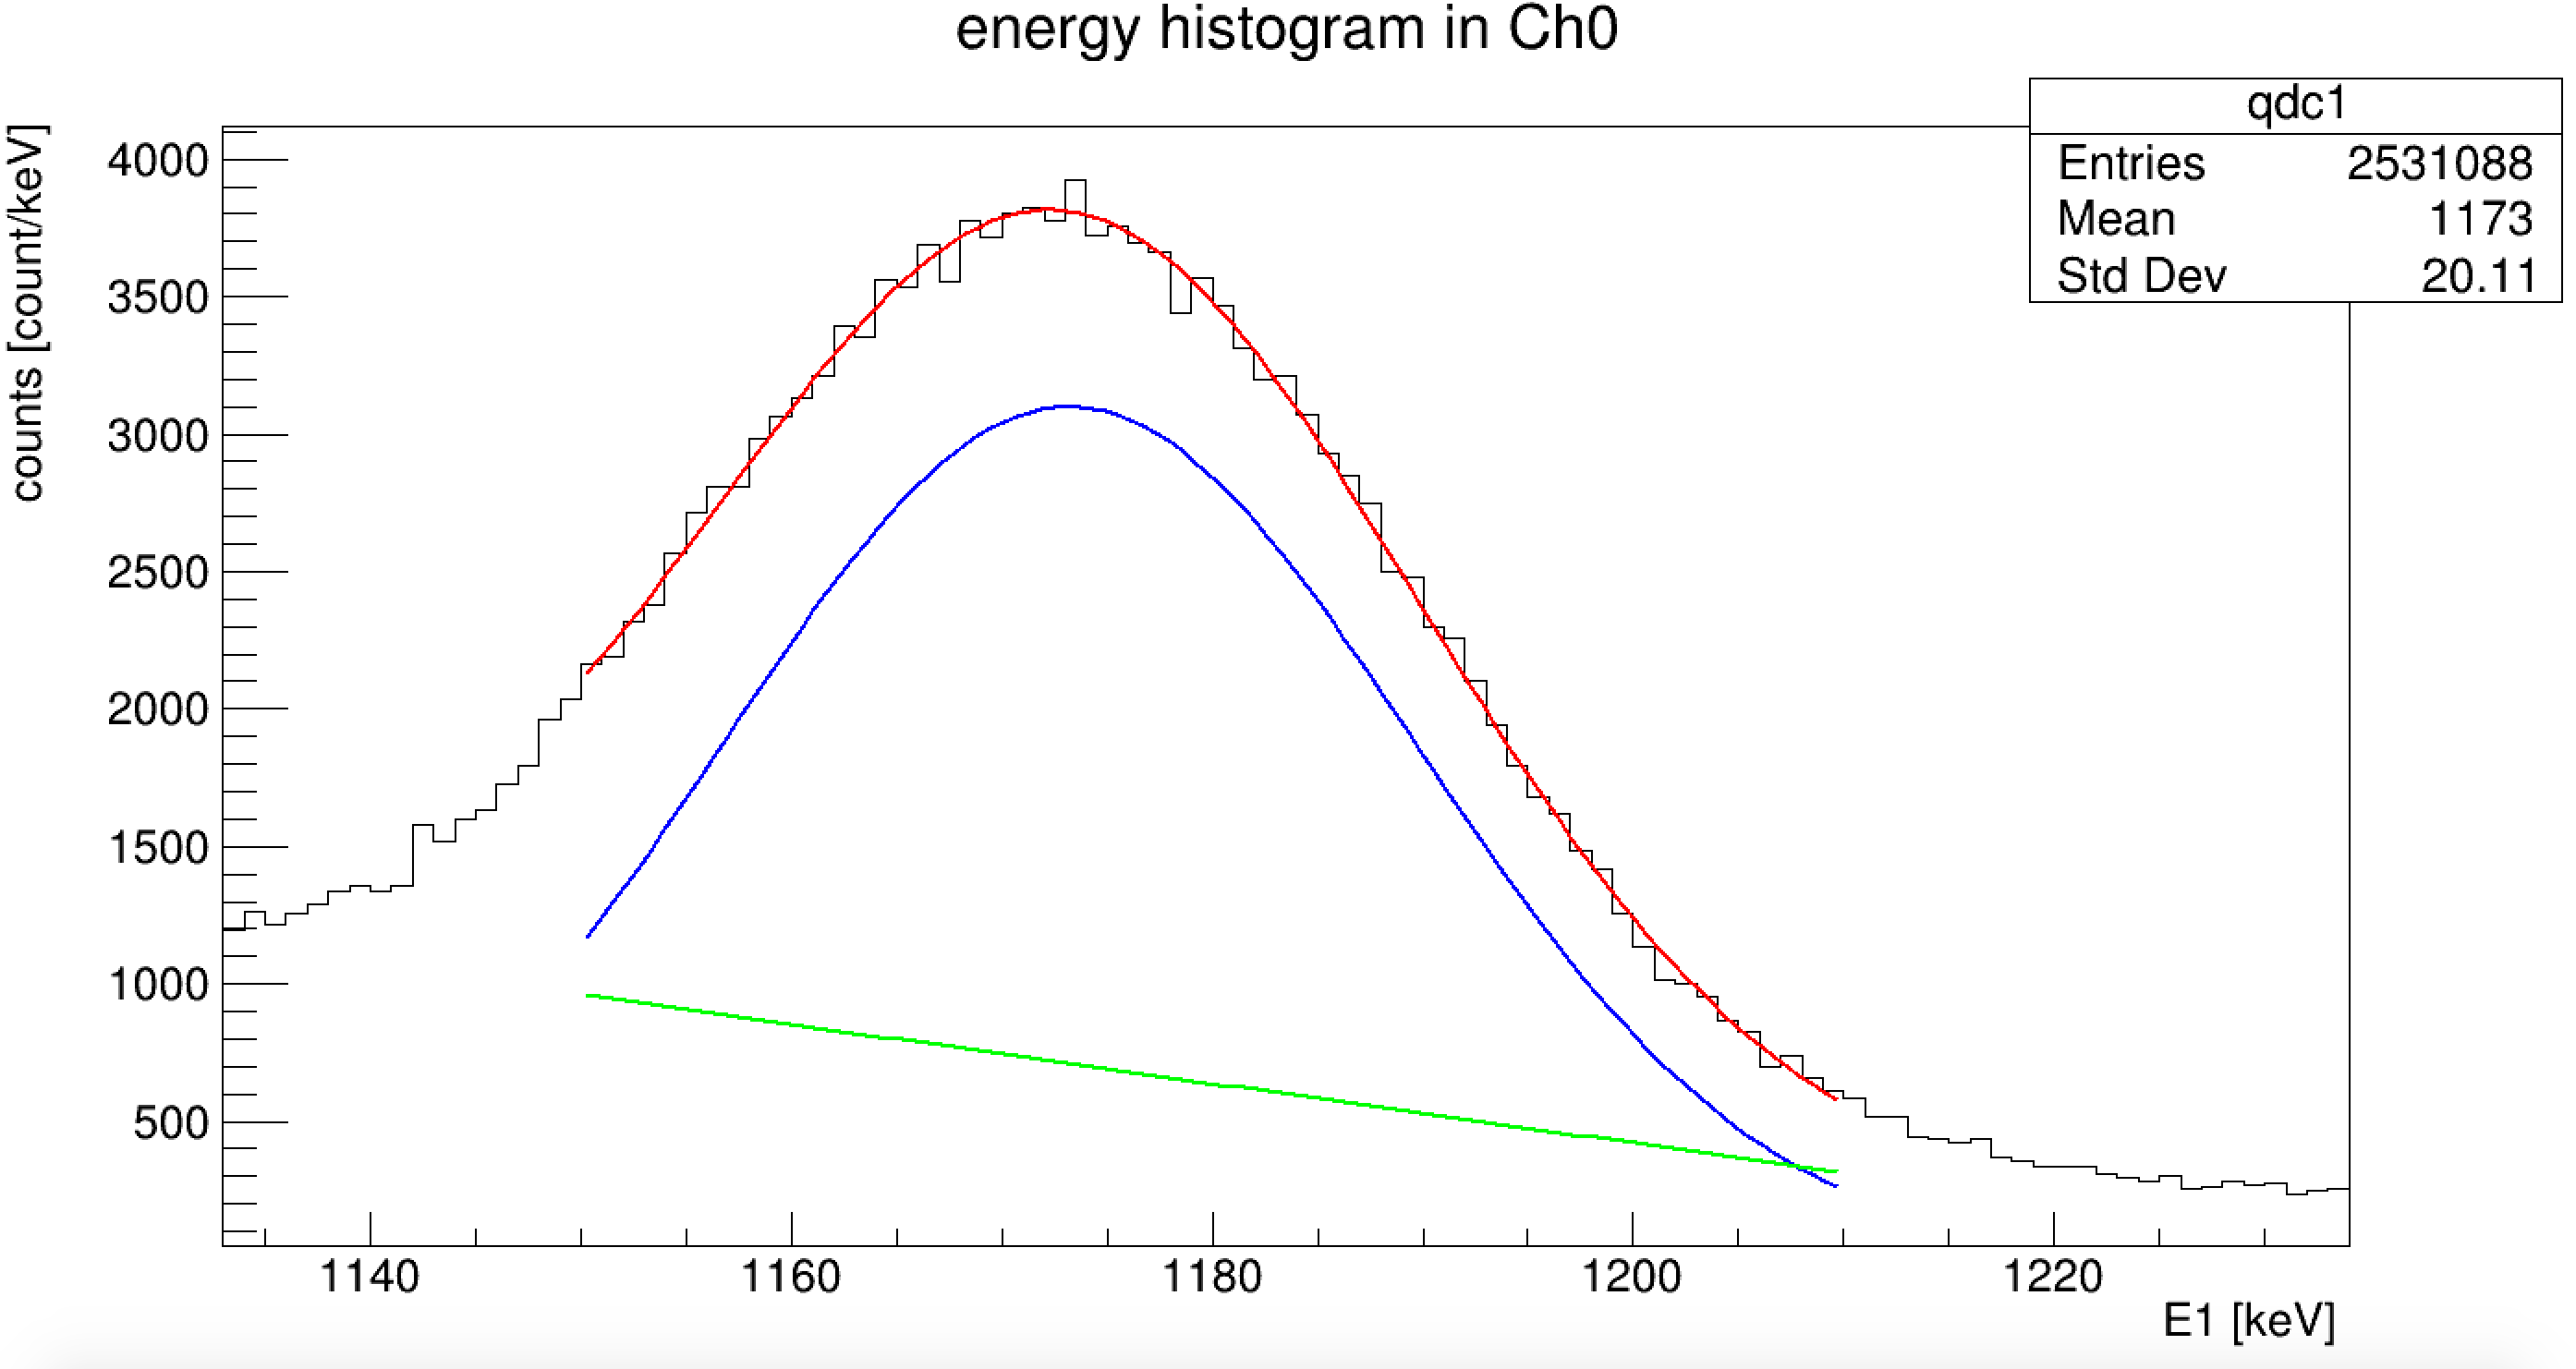 energy histogram in Ch0
qdc1
Entries 2531088
Mean 1173
Std Dev 20.11
counts [count/keV]
4000
3500
3000
2500
2000
1500
1000
500
1140 1160 1180 1200 1220
E1 [keV]